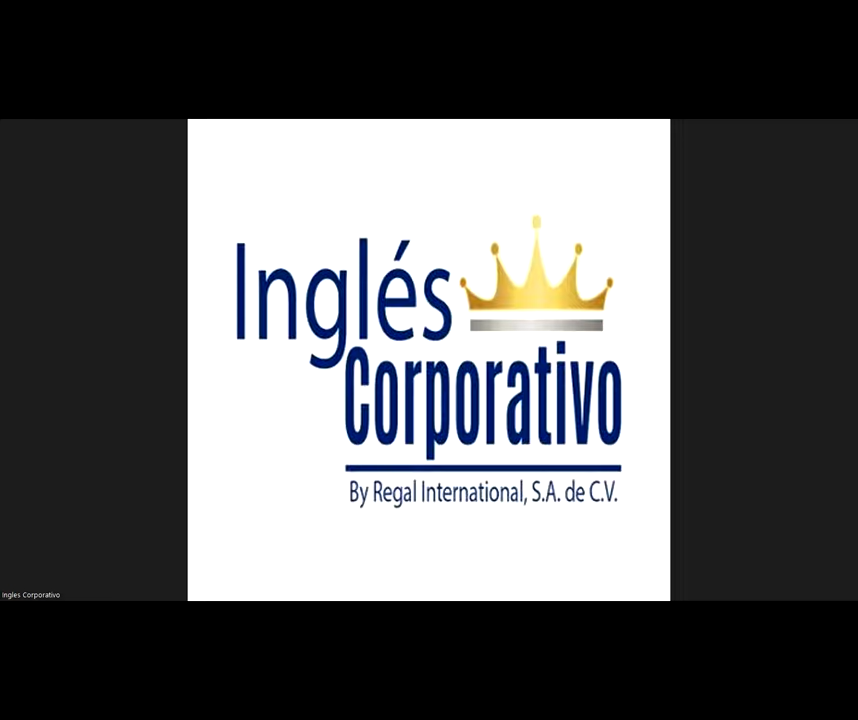 Inglés
Corporativo
By Regal International, S.A. de C.V.
Ingles Corporativo